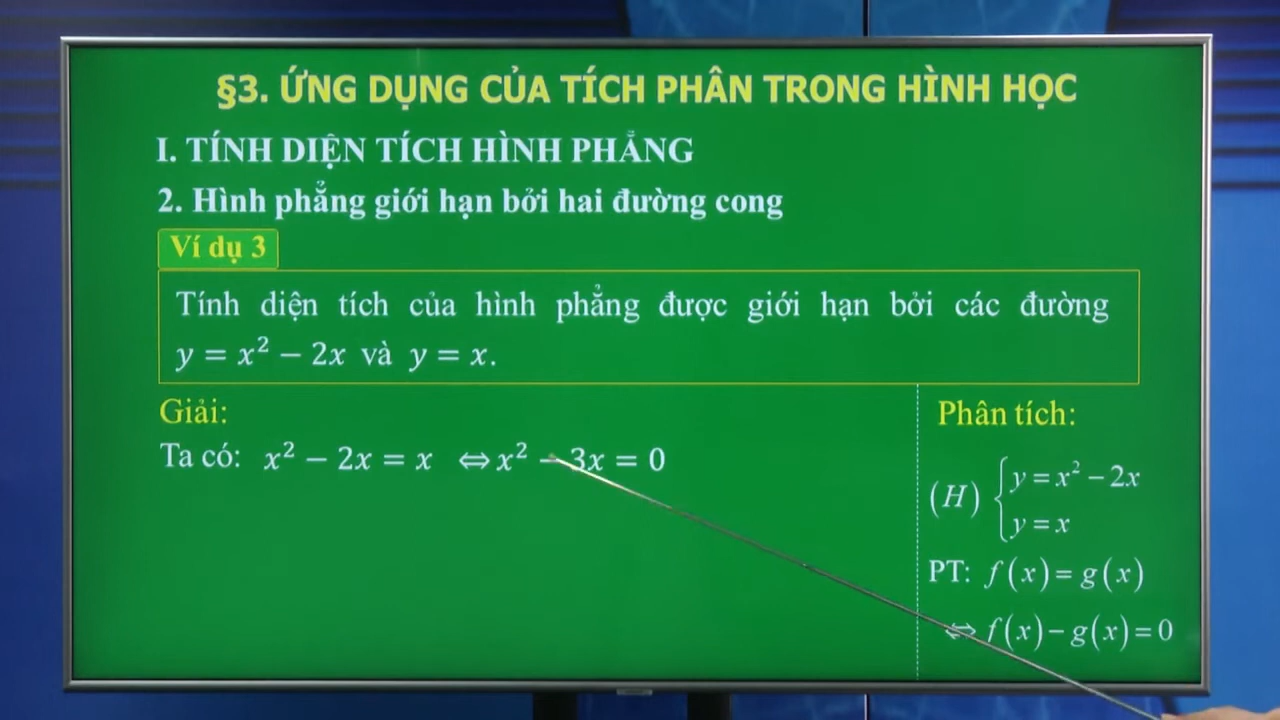 §3. ỨNG DỤNG CỦA TÍCH PHÂN TRONG HÌNH HỌC
I. TÍNH DIỆN TÍCH HÌNH PHẲNG
2. Hình phẳng giới hạn bởi hai đường cong
Ví dụ 3
Tính diện tích của hình phẳng được giới hạn bởi các đường
y = x² − 2x và y = x.
Giải:
Ta có: x² − 2x = x ⇔ x² − 3x = 0
Phân tích:
(H) { y = x² − 2x
y = x
PT: f(x) = g(x)
⇔ f(x) − g(x) = 0